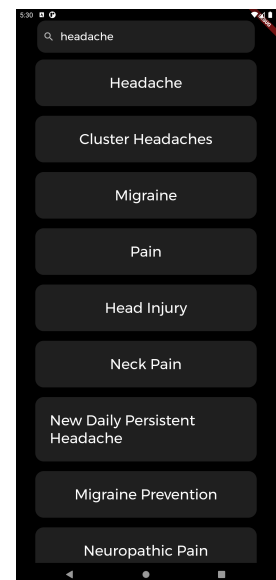 5:30
DEBUG
headache
Headache
Cluster Headaches
Migraine
Pain
Head Injury
Neck Pain
New Daily Persistent
Headache
Migraine Prevention
Neuropathic Pain